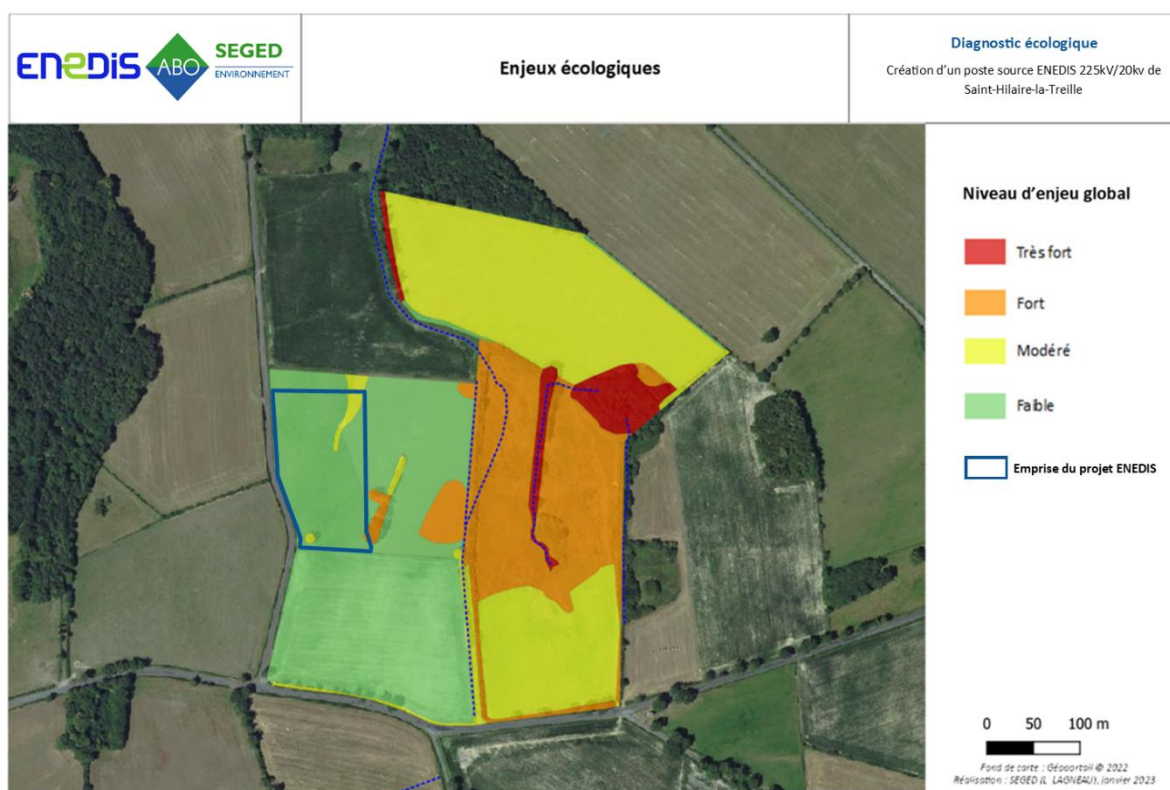 ENEDIS
ABO
SEGED
ENVIRONNEMENT
Enjeux écologiques
Diagnostic écologique
Création d'un poste source ENEDIS 225kV/20kv de
Saint-Hilaire-la-Treille
Niveau d'enjeu global
Très fort
Fort
Modéré
Faible
Emprise du projet ENEDIS
0 50 100 m
Fond de carte : Géoportail © 2022
Réalisation : SEGED (L. LAGNEAU), janvier 2023